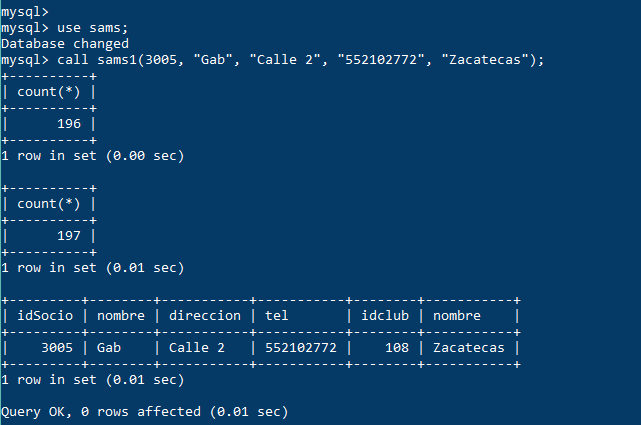 mysql>
mysql> use sams;
Database changed
mysql> call sams1(3005, "Gab", "Calle 2", "552102772", "Zacatecas");
+----------+
| count(*) |
+----------+
|      196 |
+----------+
1 row in set (0.00 sec)

+----------+
| count(*) |
+----------+
|      197 |
+----------+
1 row in set (0.01 sec)

+---------+--------+-----------+-----------+--------+-----------+
| idSocio | nombre | direccion | tel       | idclub | nombre    |
+---------+--------+-----------+-----------+--------+-----------+
|    3005 | Gab    | Calle 2   | 552102772 |    108 | Zacatecas |
+---------+--------+-----------+-----------+--------+-----------+
1 row in set (0.01 sec)

Query OK, 0 rows affected (0.01 sec)